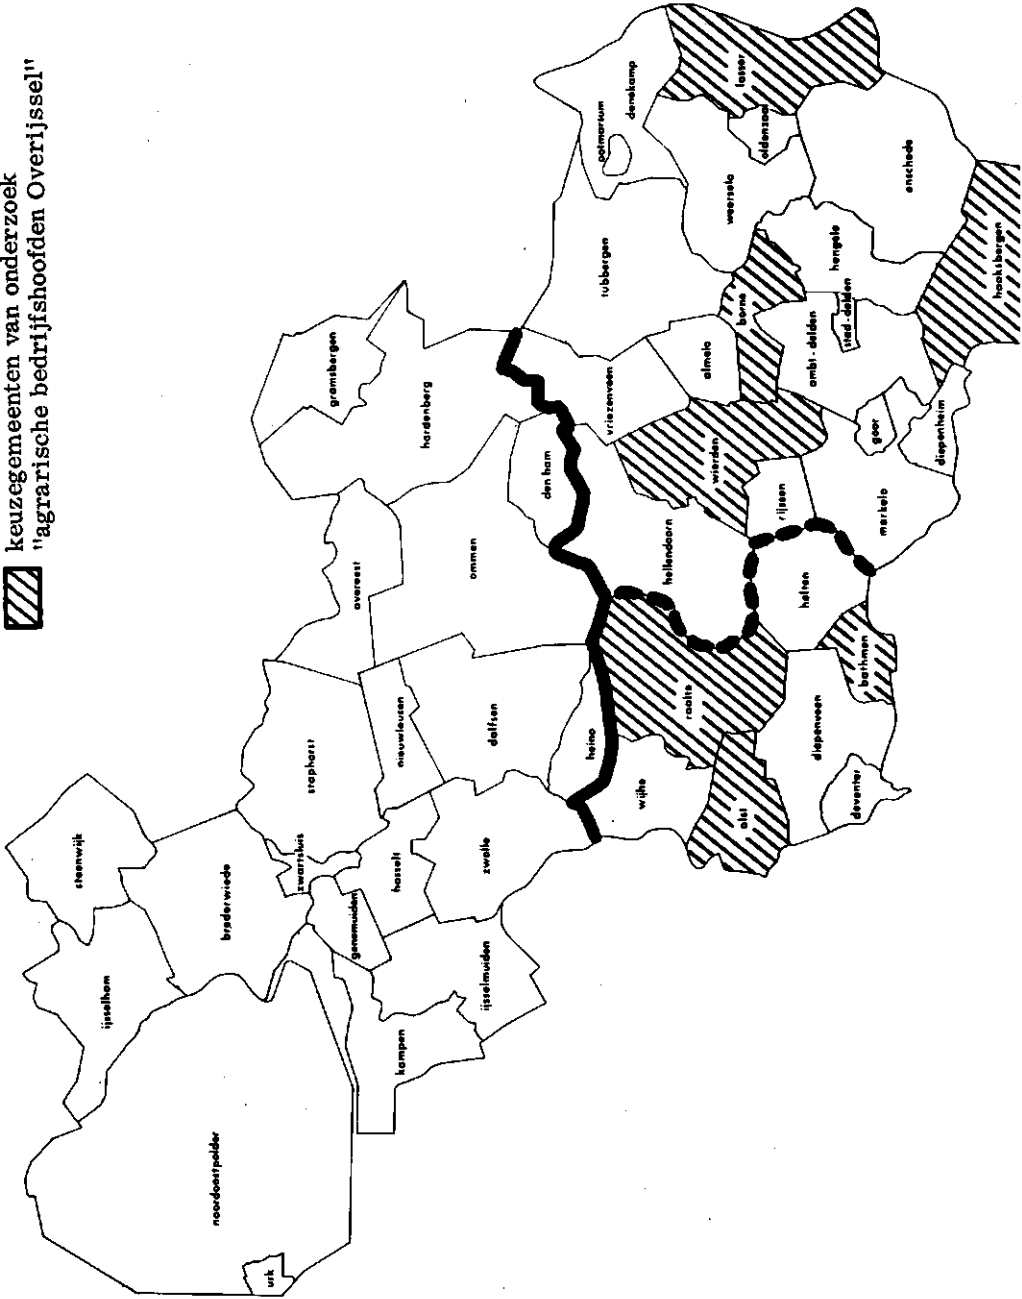 keuzegemeenten van onderzoek
"agrarische bedrijfshoofden Overijssel"
steenwijk
ijsselham
brederwiede
noordoostpolder
urk
zwartsluis
staphorst
genemuiden
hasselt
nieuwleusen
avereest
gramsbergen
hardenberg
kampen
ijsselmuiden
zwolle
dalfsen
ommen
den ham
heino
wijhe
raalte
olst
hellendoorn
vriezenveen
tubbergen
ootmarsum
denekamp
losser
oldenzaal
weerselo
almelo
borne
wierden
rijssen
holten
bathmen
diepenveen
deventer
markelo
goor
diepenheim
ambt-delden
stad-delden
hengelo
enschede
haaksbergen